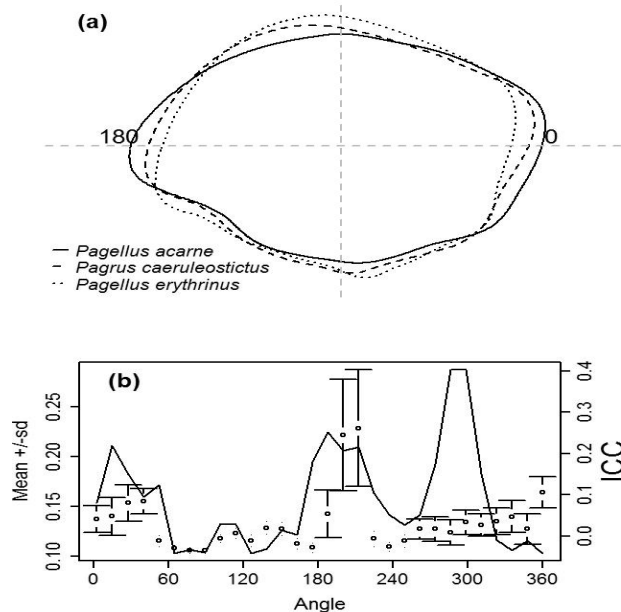 (a)
180
0
Pagellus acarne
Pagrus caeruleostictus
Pagellus erythrinus
(b)
Mean +/-sd
0.25
0.20
0.15
0.10
ICC
0.4
0.3
0.2
0.1
0.0
0 60 120 180 240 300 360
Angle